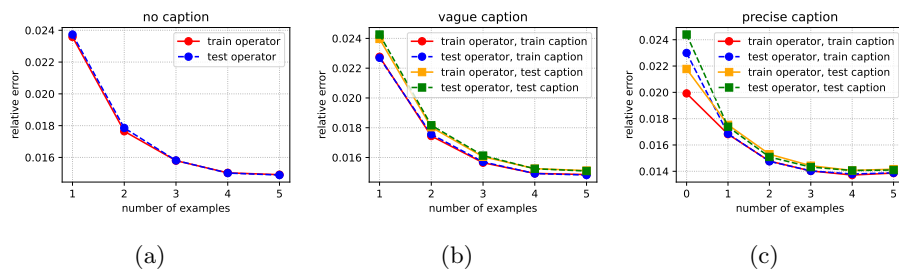 no caption
0.024
0.022
0.020
0.018
0.016
relative error
1 2 3 4 5
number of examples
train operator
test operator
(a)
vague caption
0.024
0.022
0.020
0.018
0.016
relative error
1 2 3 4 5
number of examples
train operator, train caption
test operator, train caption
train operator, test caption
test operator, test caption
(b)
precise caption
0.024
0.022
0.020
0.018
0.016
0.014
relative error
0 1 2 3 4 5
number of examples
train operator, train caption
test operator, train caption
train operator, test caption
test operator, test caption
(c)